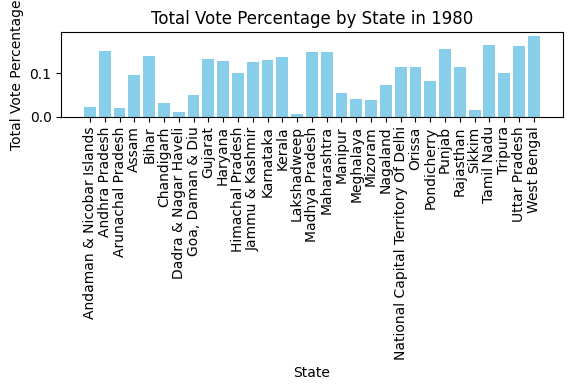 Total Vote Percentage by State in 1980
Total Vote Percentage
0.1
0.0
Andaman & Nicobar Islands
Andhra Pradesh
Arunachal Pradesh
Assam
Bihar
Chandigarh
Dadra & Nagar Haveli
Goa, Daman & Diu
Gujarat
Haryana
Himachal Pradesh
Jammu & Kashmir
Karnataka
Kerala
Lakshadweep
Madhya Pradesh
Maharashtra
Manipur
Meghalaya
Mizoram
Nagaland
National Capital Territory Of Delhi
Orissa
Pondicherry
Punjab
Rajasthan
Sikkim
Tamil Nadu
Tripura
Uttar Pradesh
West Bengal
State